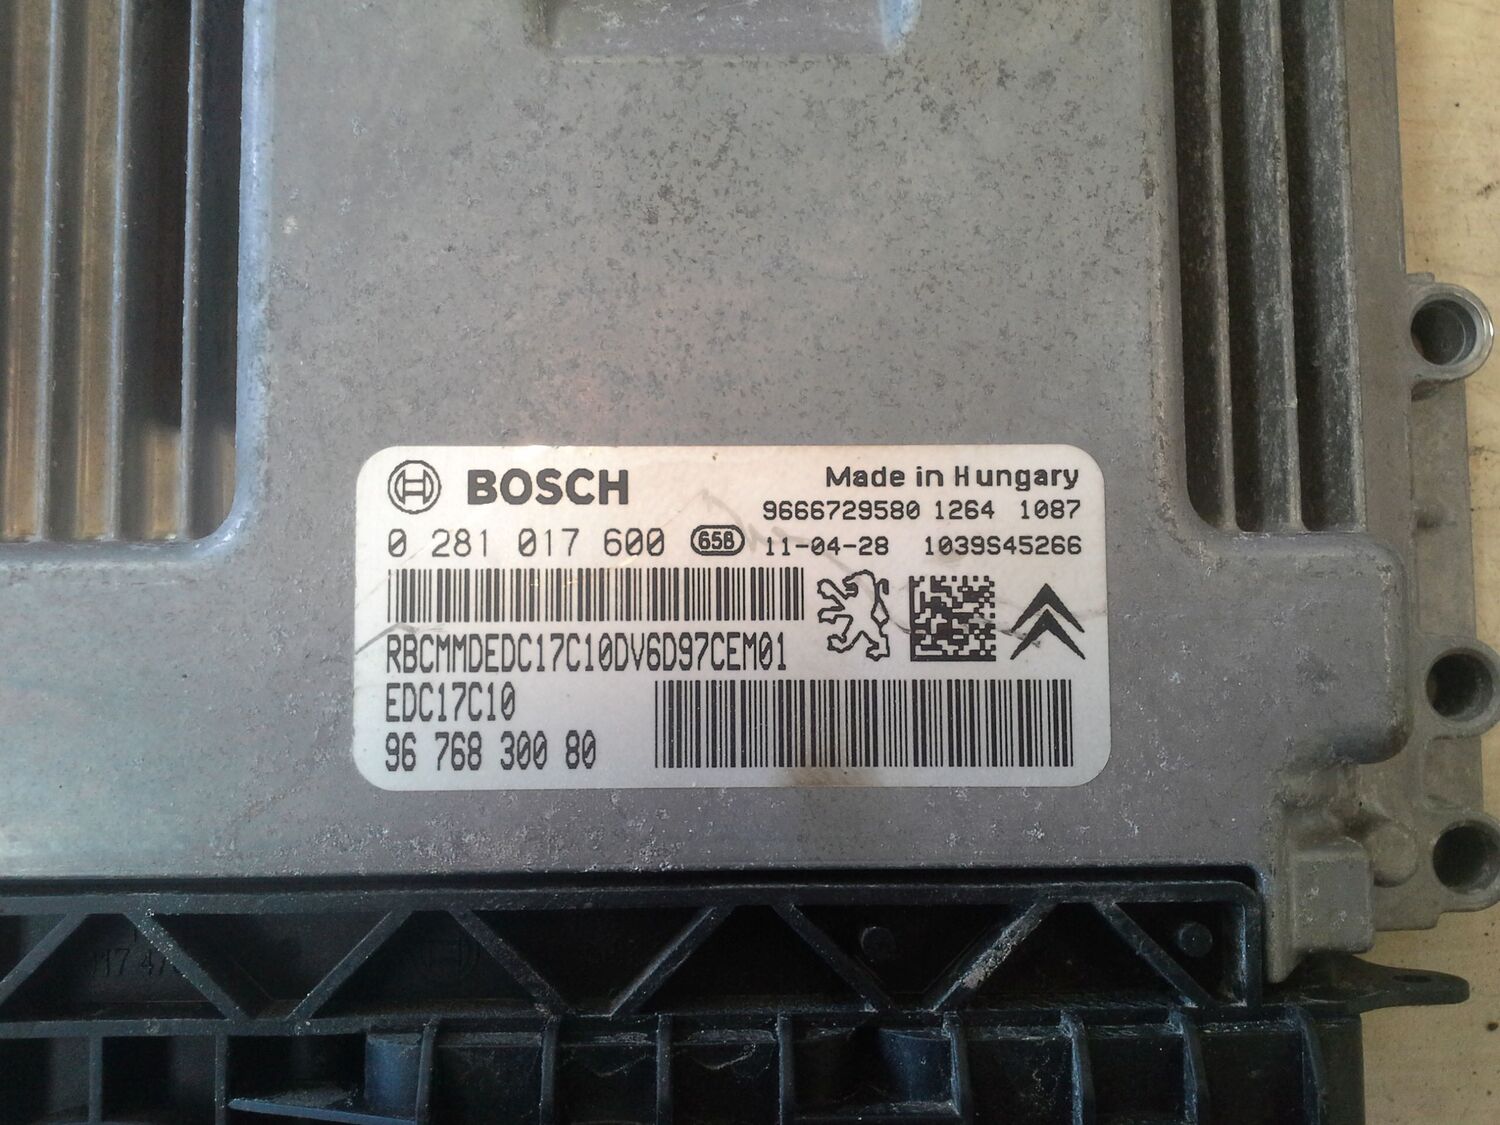 BOSCH
Made in Hungary
9666729580 1264 1087
0 281 017 600 658 11-04-28 1039S45266
RBCMMDEDC17C10DV6D97CEM01
EDC17C10
96 768 300 80